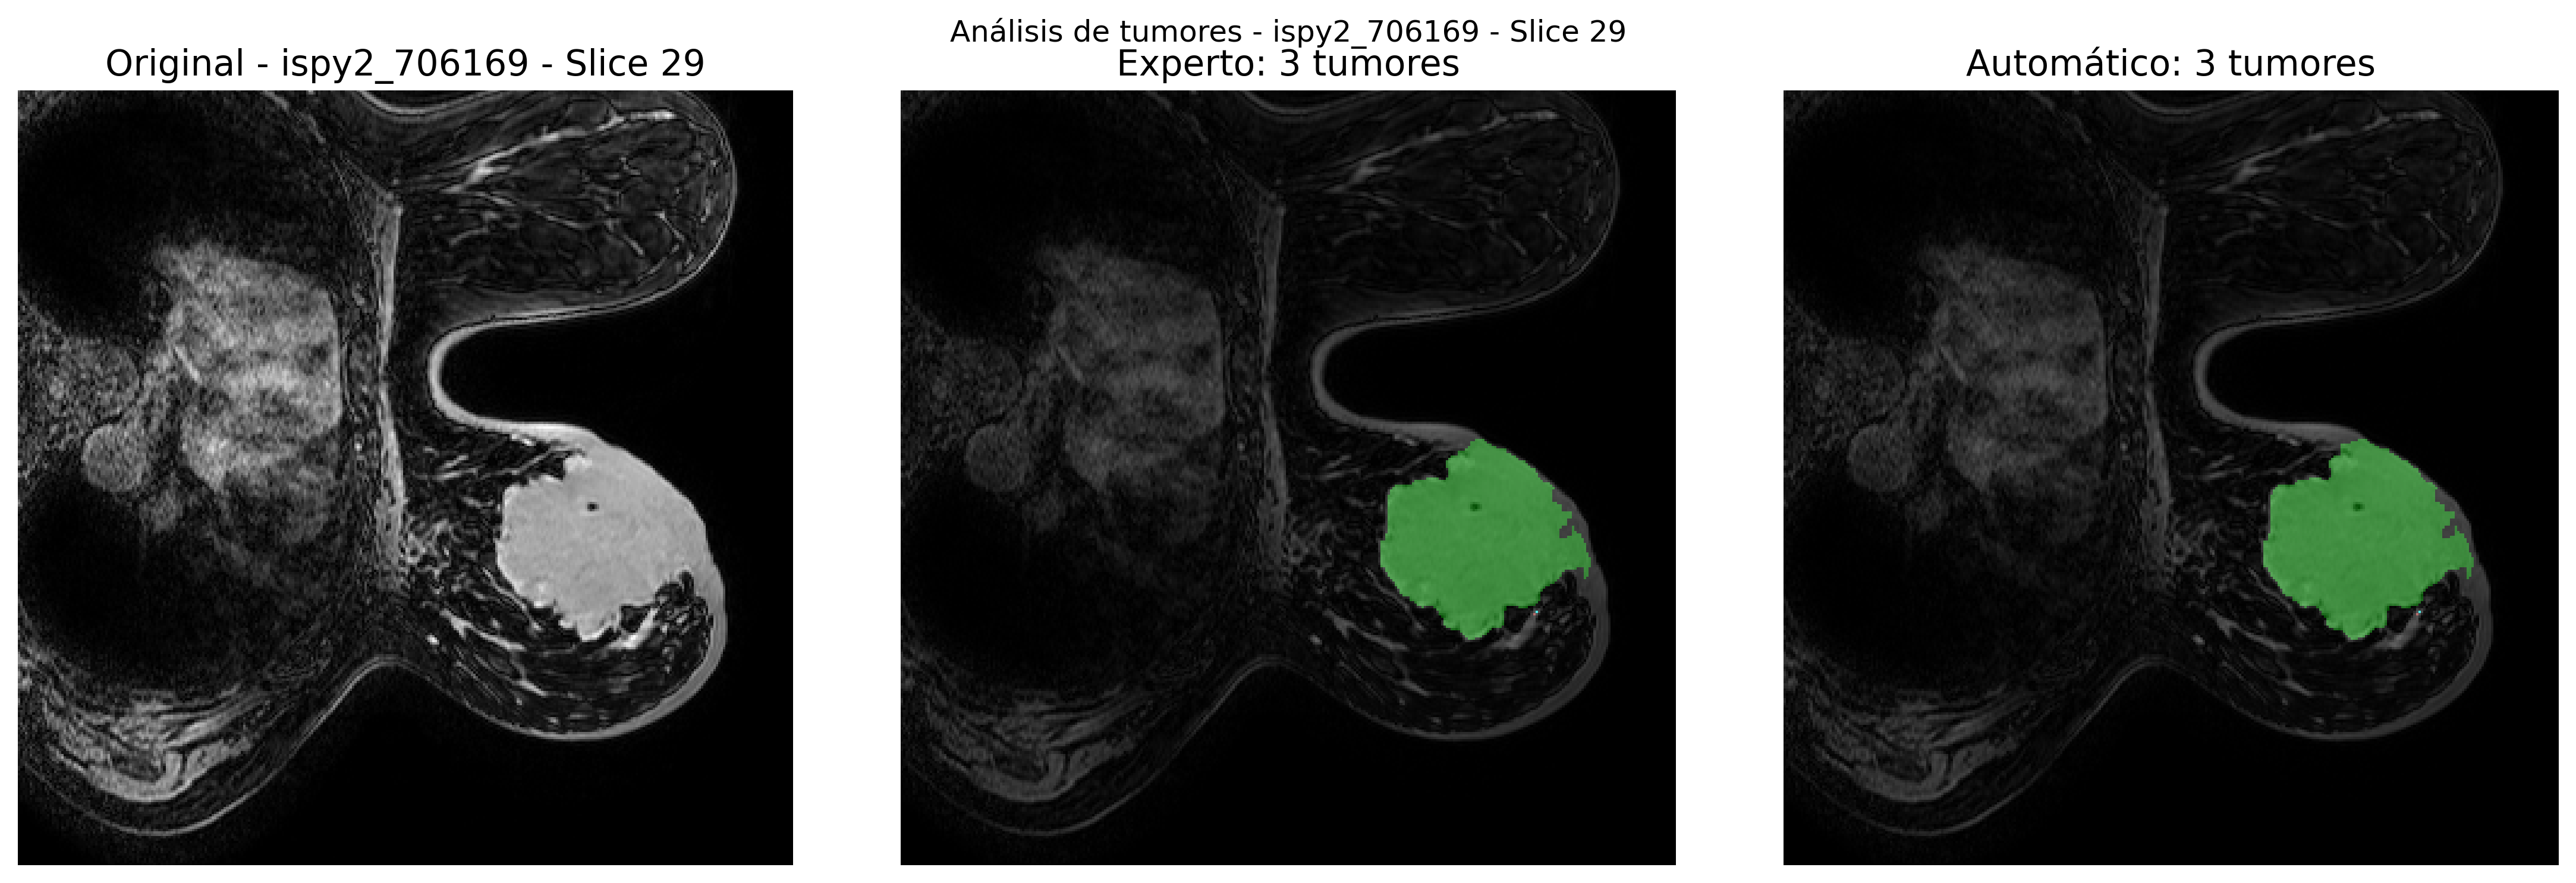 Análisis de tumores - ispy2_706169 - Slice 29
Original - ispy2_706169 - Slice 29
Experto: 3 tumores
Automático: 3 tumores